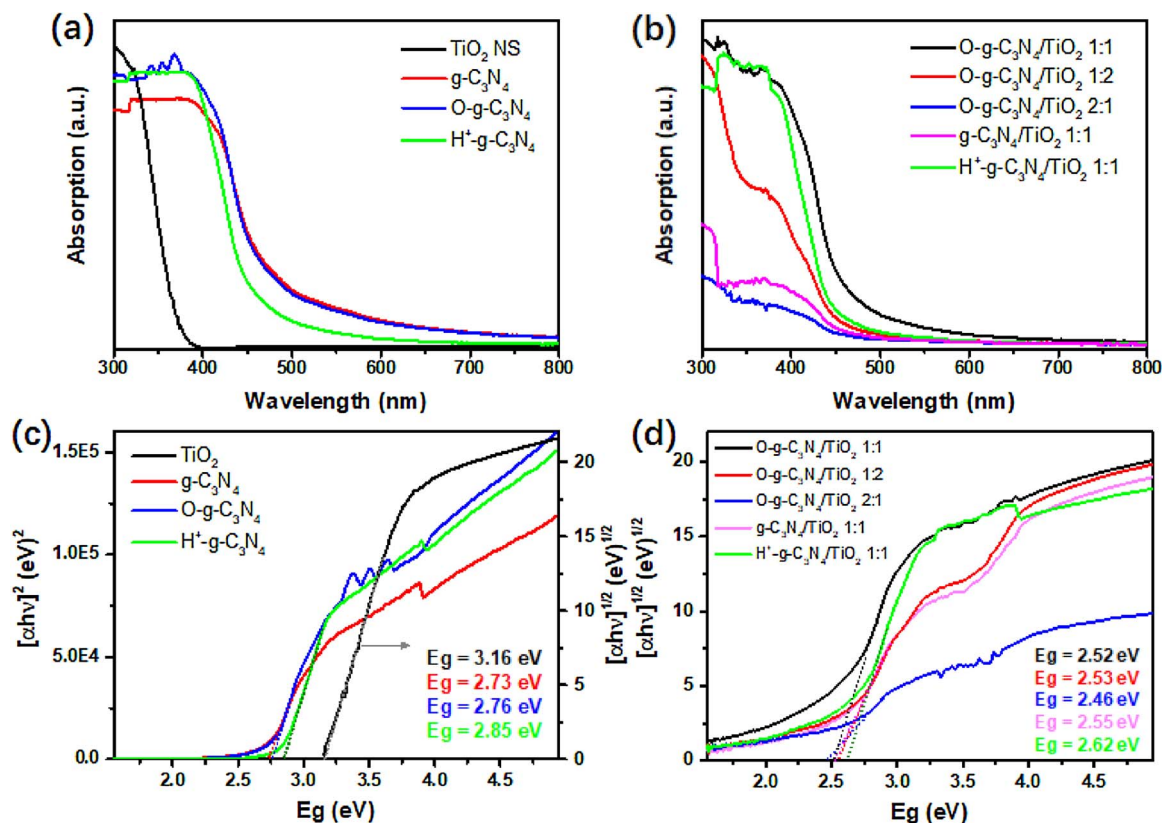 (a)
Absorption (a.u.)
TiO₂ NS
g-C₃N₄
O-g-C₃N₄
H⁺-g-C₃N₄
300 400 500 600 700 800
Wavelength (nm)
(b)
Absorption (a.u.)
O-g-C₃N₄/TiO₂ 1:1
O-g-C₃N₄/TiO₂ 1:2
O-g-C₃N₄/TiO₂ 2:1
g-C₃N₄/TiO₂ 1:1
H⁺-g-C₃N₄/TiO₂ 1:1
300 400 500 600 700 800
Wavelength (nm)
(c)
[αhν]² (eV)²
1.5E5
1.0E5
5.0E4
0.0
TiO₂
g-C₃N₄
O-g-C₃N₄
H⁺-g-C₃N₄
Eg = 3.16 eV
Eg = 2.73 eV
Eg = 2.76 eV
Eg = 2.85 eV
20
15
10
5
0
[αhν]¹/² (eV)¹/²
2.0 2.5 3.0 3.5 4.0 4.5
Eg (eV)
(d)
[αhν]¹/² (eV)¹/²
20
15
10
5
0
O-g-C₃N₄/TiO₂ 1:1
O-g-C₃N₄/TiO₂ 1:2
O-g-C₃N₄/TiO₂ 2:1
g-C₃N₄/TiO₂ 1:1
H⁺-g-C₃N₄/TiO₂ 1:1
Eg = 2.52 eV
Eg = 2.53 eV
Eg = 2.46 eV
Eg = 2.55 eV
Eg = 2.62 eV
2.0 2.5 3.0 3.5 4.0 4.5
Eg (eV)